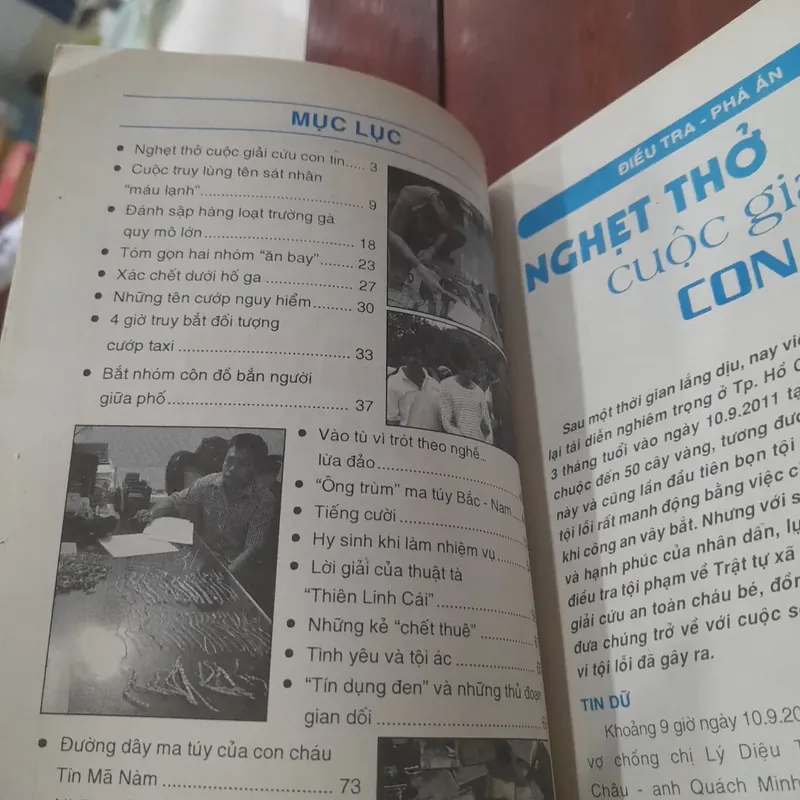 MỤC LỤC
• Nghẹt thở cuộc giải cứu con tin..... 3
• Cuộc truy lùng tên sát nhân
"máu lạnh"........................ 9
• Đánh sập hàng loạt trường gà
quy mô lớn........................ 18
• Tóm gọn hai nhóm "ăn bay"........ 23
• Xác chết dưới hố ga............... 27
• Những tên cướp nguy hiểm......... 30
• 4 giờ truy bắt đối tượng
cướp taxi........................... 33
• Bắt nhóm côn đồ bắn người
giữa phố........................... 37
• Vào tù vì trót theo nghề...
lừa đảo
• "Ông trùm" ma túy Bắc - Nam
• Tiếng cười
• Hy sinh khi làm nhiệm vụ
• Lời giải của thuật tà
"Thiên Linh Cái"
• Những kẻ "chết thuê"
• Tình yêu và tội ác
• "Tín dụng đen" và những thủ đoạn
gian dối
• Đường dây ma túy của con cháu
Tín Mã Nàm........................ 73
ĐIỀU TRA - PHÁ ÁN
NGHẸT THỞ
cuộc
CON
Sau một thời gian lắng dịu, nay
lại tái diễn nghiêm trọng ở Tp. Hồ
3 tháng tuổi vào ngày 10.9.2011
chuộc đến 50 cây vàng, tương
này và cũng lần đầu tiên bọn tội
tội lỗi rất manh động bằng việc
khi công an vây bắt. Nhưng với
và hạnh phúc của nhân dân,
điều tra tội phạm về Trật tự xã
giải cứu an toàn cháu bé,
đưa chúng trở về với cuộc
vi tội lỗi đã gây ra.
TIN DỮ
Khoảng 9 giờ ngày
vợ chồng chị Lý Diệu
Châu - anh Quách Minh